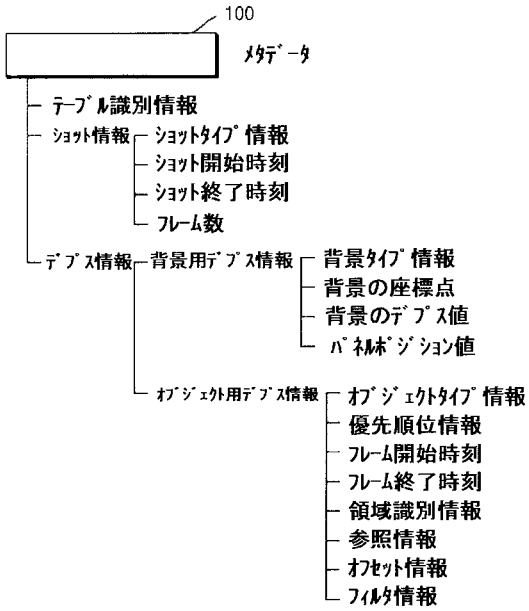 100
メタデータ
テーブル識別情報
ショット情報
ショットタイプ情報
ショット開始時刻
ショット終了時刻
フレーム数
デプス情報
背景用デプス情報
背景タイプ情報
背景の座標点
背景のデプス値
パネルポジション値
オブジェクト用デプス情報
オブジェクトタイプ情報
優先順位情報
フレーム開始時刻
フレーム終了時刻
領域識別情報
参照情報
オフセット情報
フィルタ情報